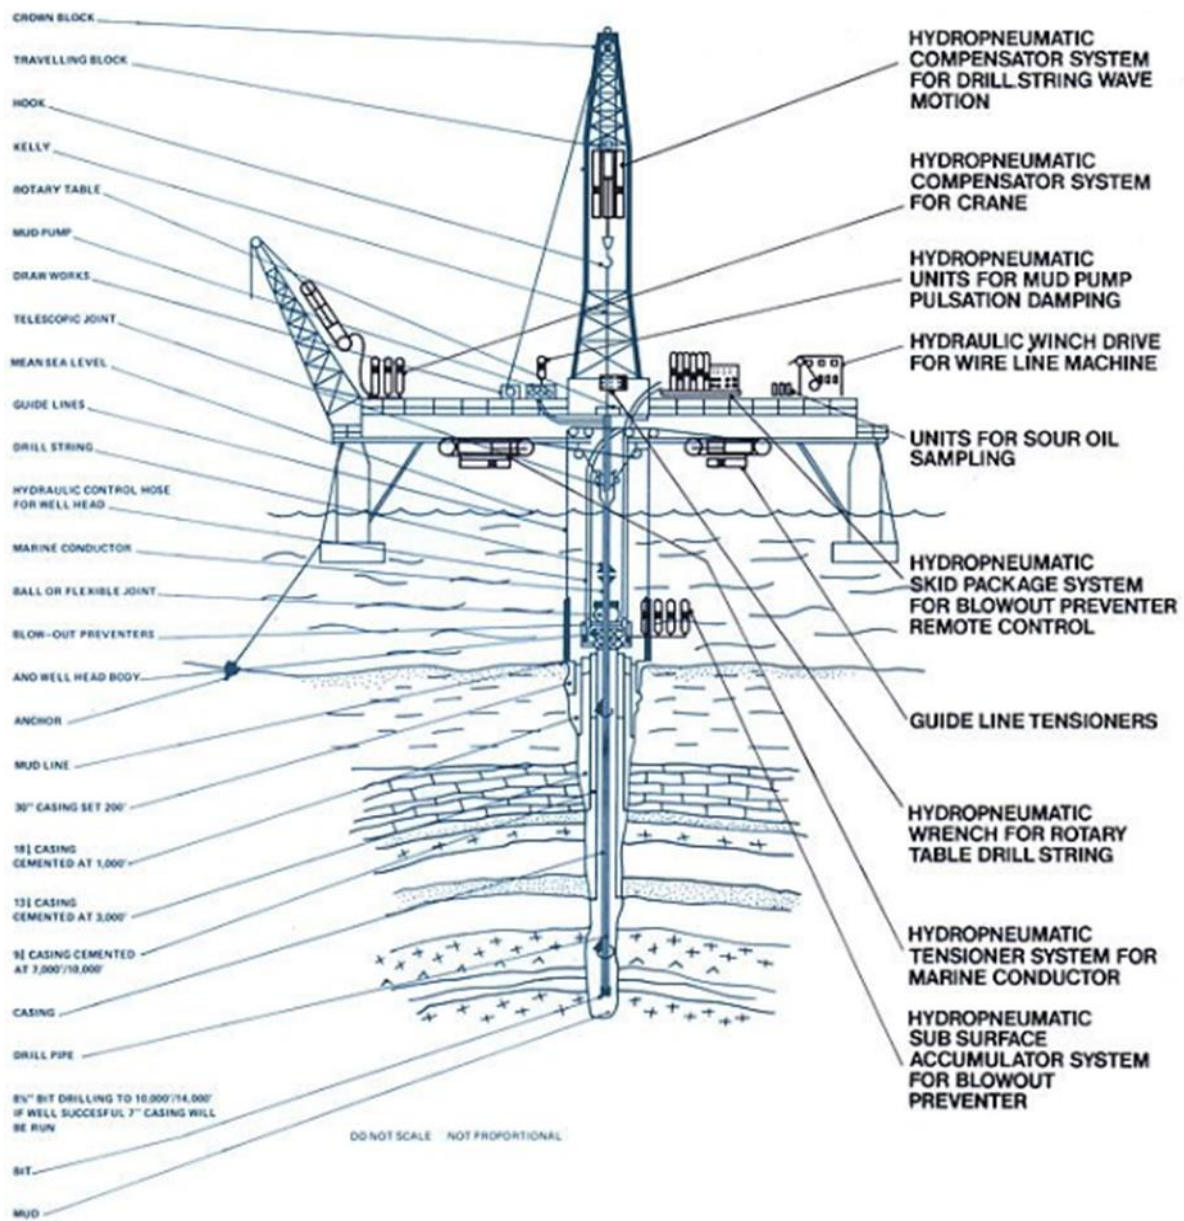 CROWN BLOCK
TRAVELLING BLOCK
HOOK
KELLY
ROTARY TABLE
MUD PUMP
DRAW WORKS
TELESCOPIC JOINT
MEAN SEA LEVEL
GUIDE LINES
DRILL STRING
HYDRAULIC CONTROL HOSE
FOR WELL HEAD
MARINE CONDUCTOR
BALL OR FLEXIBLE JOINT
BLOW-OUT PREVENTERS
AND WELL HEAD BODY
ANCHOR
MUD LINE
30" CASING SET 200'
CASING
CEMENTED AT 1,000'
CASING
CEMENTED AT 3,000'
CASING CEMENTED
AT 7,000'/10,000'
CASING
DRILL PIPE
8½" BIT DRILLING TO 10,000'/14,000'
IF WELL SUCCESFUL 7" CASING WILL
BE RUN
BIT
MUD
DO NOT SCALE NOT PROPORTIONAL
HYDROPNEUMATIC
COMPENSATOR SYSTEM
FOR DRILL STRING WAVE
MOTION
HYDROPNEUMATIC
COMPENSATOR SYSTEM
FOR CRANE
HYDROPNEUMATIC
UNITS FOR MUD PUMP
PULSATION DAMPING
HYDRAULIC WINCH DRIVE
FOR WIRE LINE MACHINE
UNITS FOR SOUR OIL
SAMPLING
HYDROPNEUMATIC
SKID PACKAGE SYSTEM
FOR BLOWOUT PREVENTER
REMOTE CONTROL
GUIDE LINE TENSIONERS
HYDROPNEUMATIC
WRENCH FOR ROTARY
TABLE DRILL STRING
HYDROPNEUMATIC
TENSIONER SYSTEM FOR
MARINE CONDUCTOR
HYDROPNEUMATIC
SUB SURFACE
ACCUMULATOR SYSTEM
FOR BLOWOUT
PREVENTER